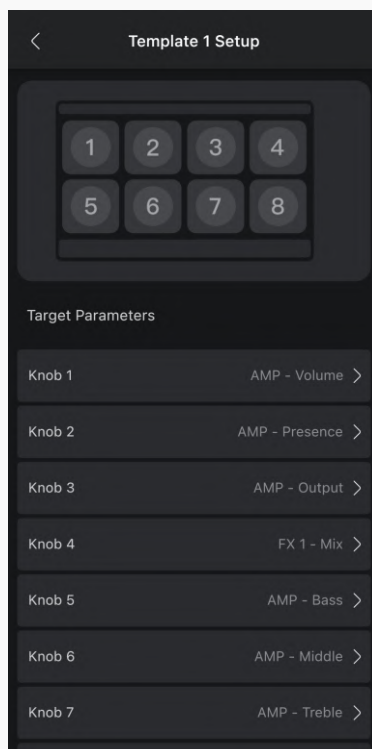 Template 1 Setup
1 2 3 4
5 6 7 8
Target Parameters
Knob 1 AMP - Volume
Knob 2 AMP - Presence
Knob 3 AMP - Output
Knob 4 FX 1 - Mix
Knob 5 AMP - Bass
Knob 6 AMP - Middle
Knob 7 AMP - Treble